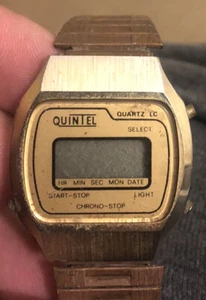 QUINTEL
QUARTZ LC
SELECT
HR MIN SEC MON DATE
START-STOP LIGHT
CHRONO-STOP